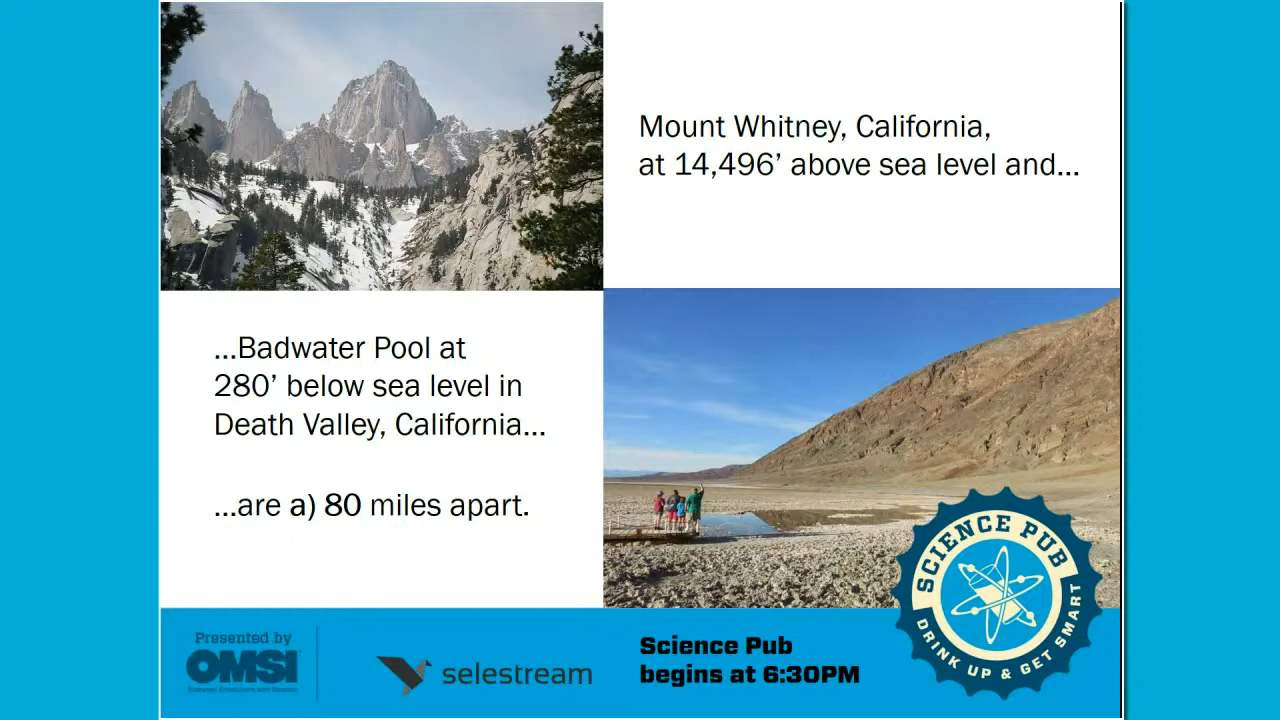 Mount Whitney, California,
at 14,496’ above sea level and...
...Badwater Pool at
280’ below sea level in
Death Valley, California...
...are a) 80 miles apart.
Presented by
OMSI
selestream
Science Pub
begins at 6:30PM
SCIENCE PUB
DRINK UP & GET SMART